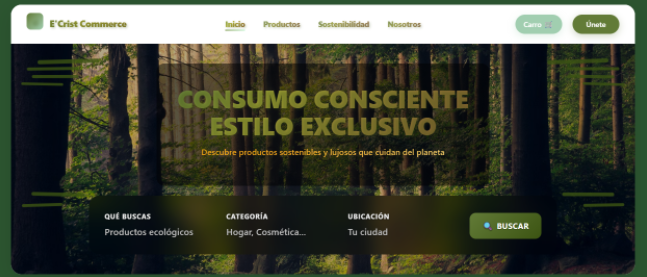 E'Crist Commerce
Inicio Productos Sostenibilidad Nosotros
Carro
Únete
CONSUMO CONSCIENTE
ESTILO EXCLUSIVO
Descubre productos sostenibles y lujosos que cuidan del planeta
QUÉ BUSCAS CATEGORÍA UBICACIÓN
Productos ecológicos Hogar, Cosmética... Tu ciudad
BUSCAR